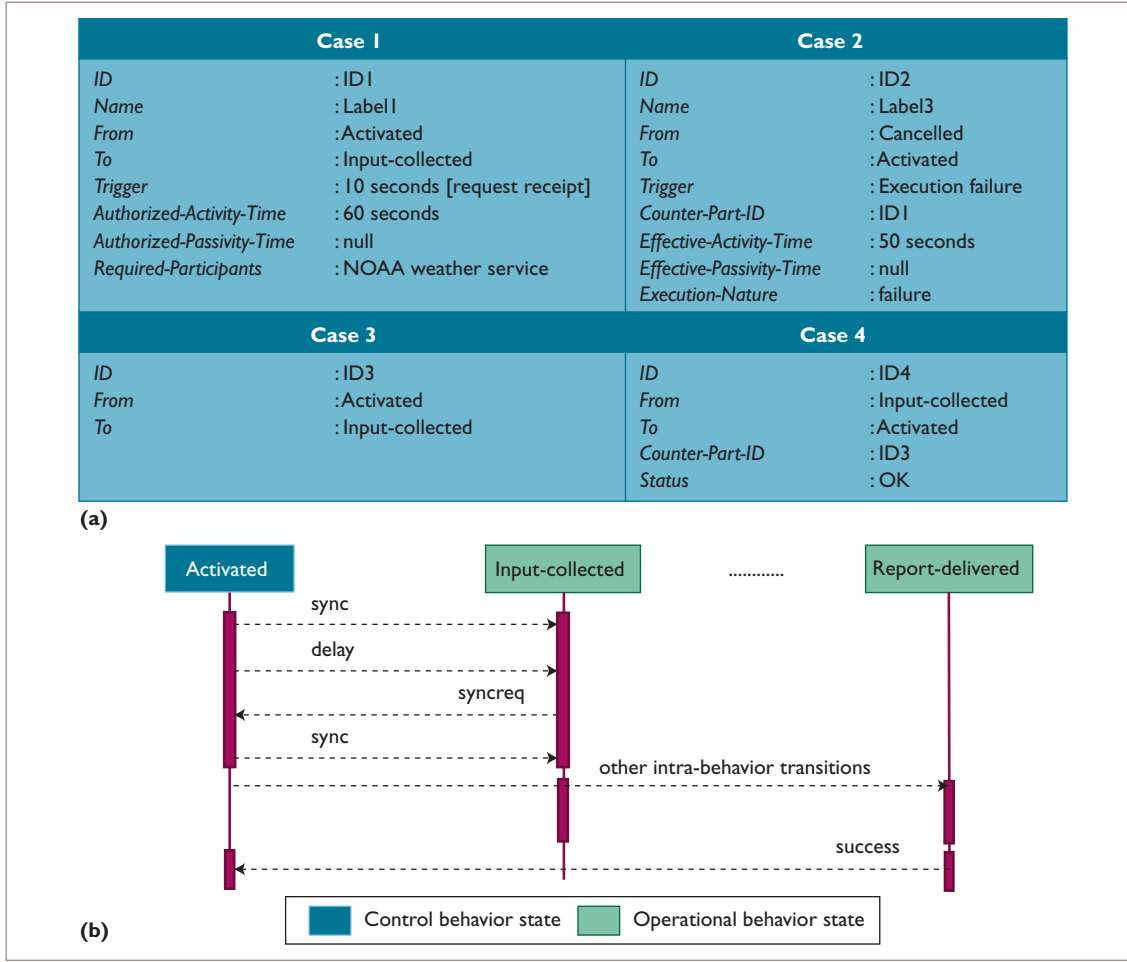 Case 1
ID : ID1
Name : Label1
From : Activated
To : Input-collected
Trigger : 10 seconds [request receipt]
Authorized-Activity-Time : 60 seconds
Authorized-Passivity-Time : null
Required-Participants : NOAA weather service
Case 2
ID : ID2
Name : Label3
From : Cancelled
To : Activated
Trigger : Execution failure
Counter-Part-ID : ID1
Effective-Activity-Time : 50 seconds
Effective-Passivity-Time : null
Execution-Nature : failure
Case 3
ID : ID3
From : Activated
To : Input-collected
Case 4
ID : ID4
From : Input-collected
To : Activated
Counter-Part-ID : ID3
Status : OK
(a)
Activated
Input-collected
............
Report-delivered
sync
delay
syncreq
sync
other intra-behavior transitions
success
Control behavior state
Operational behavior state
(b)